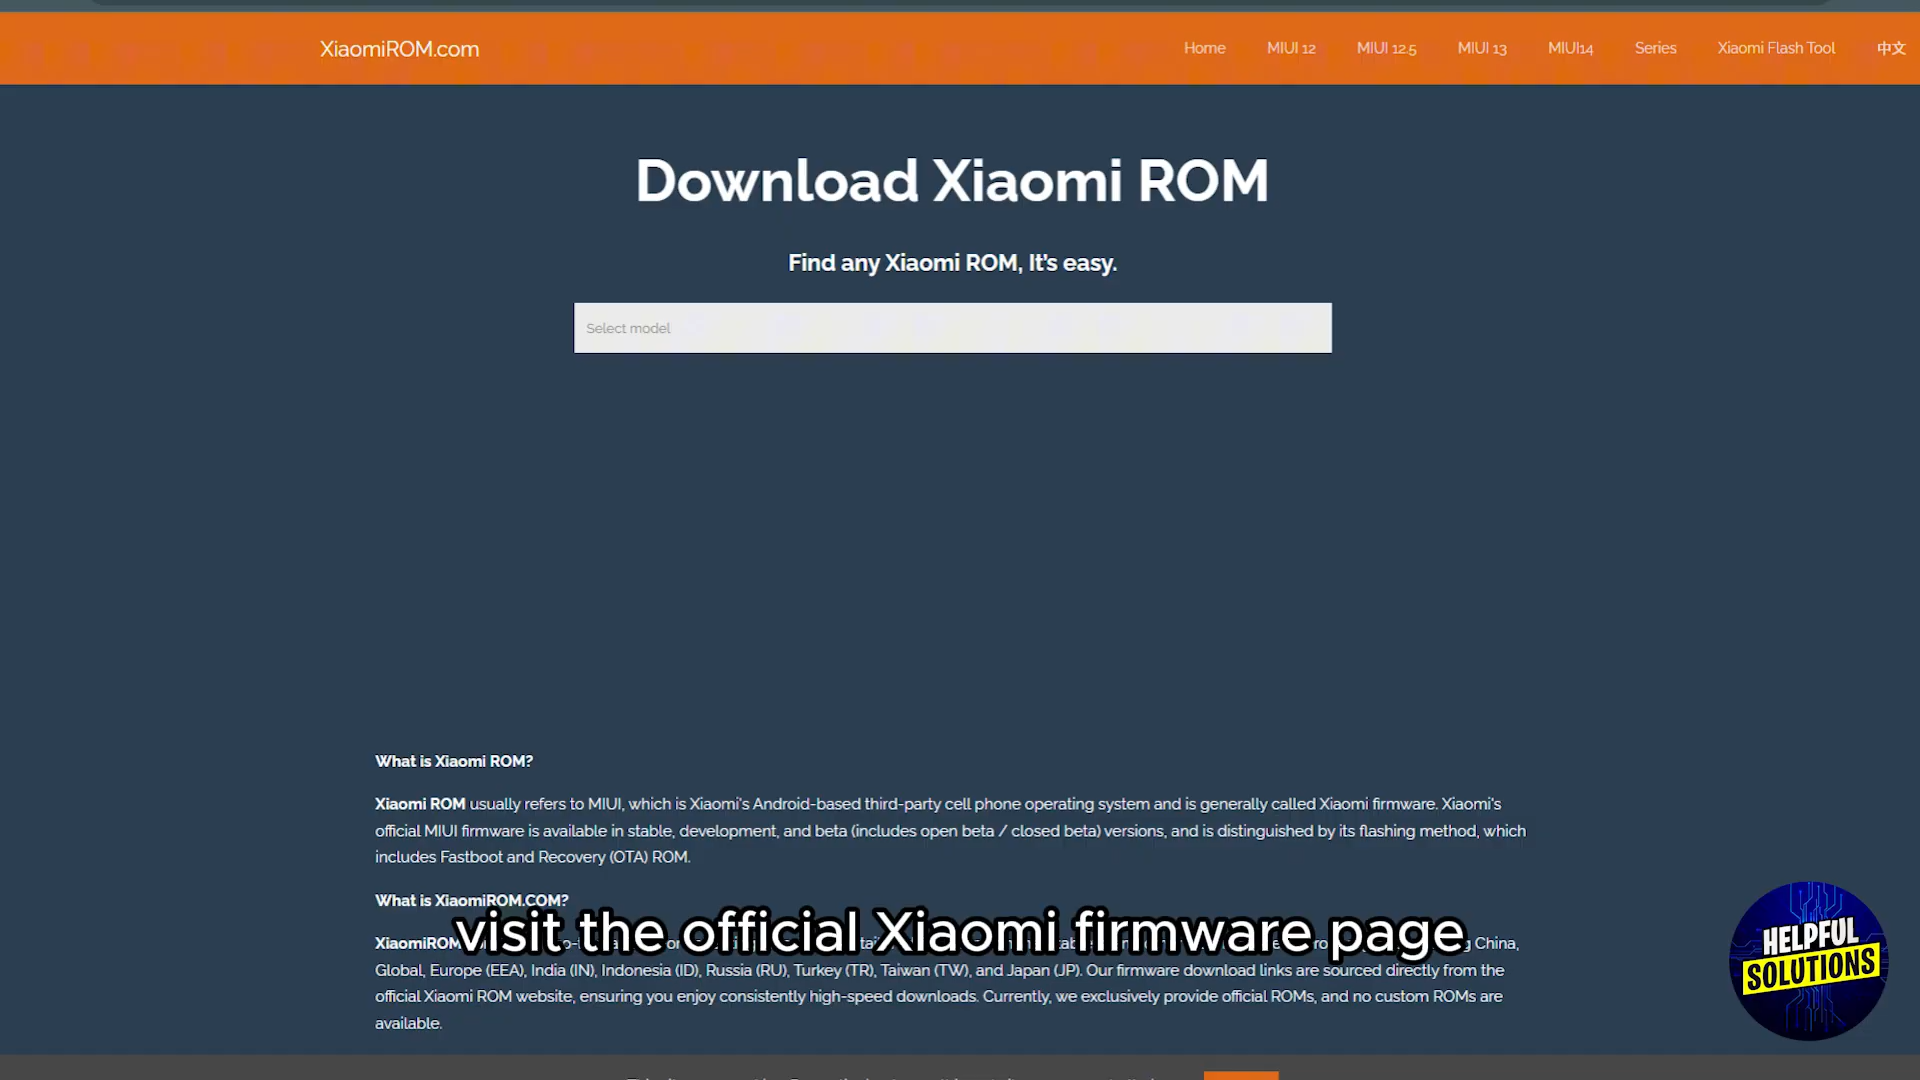 XiaomiROM.com
Home MIUI 12 MIUI 12.5 MIUI 13 MIUI14 Series Xiaomi Flash Tool 中文
Download Xiaomi ROM
Find any Xiaomi ROM, It's easy.
Select model
What is Xiaomi ROM?
Xiaomi ROM usually refers to MIUI, which is Xiaomi's Android-based third-party cell phone operating system and is generally called Xiaomi firmware. Xiaomi's
official MIUI firmware is available in stable, development, and beta (includes open beta / closed beta) versions, and is distinguished by its flashing method, which
includes Fastboot and Recovery (OTA) ROM.
What is XiaomiROM.COM?
visit the official Xiaomi firmware page
XiaomiROM China,
Global, Europe (EEA), India (IN), Indonesia (ID), Russia (RU), Turkey (TR), Taiwan (TW), and Japan (JP). Our firmware download links are sourced directly from the
official Xiaomi ROM website, ensuring you enjoy consistently high-speed downloads. Currently, we exclusively provide official ROMs, and no custom ROMs are
available.
HELPFUL
SOLUTIONS